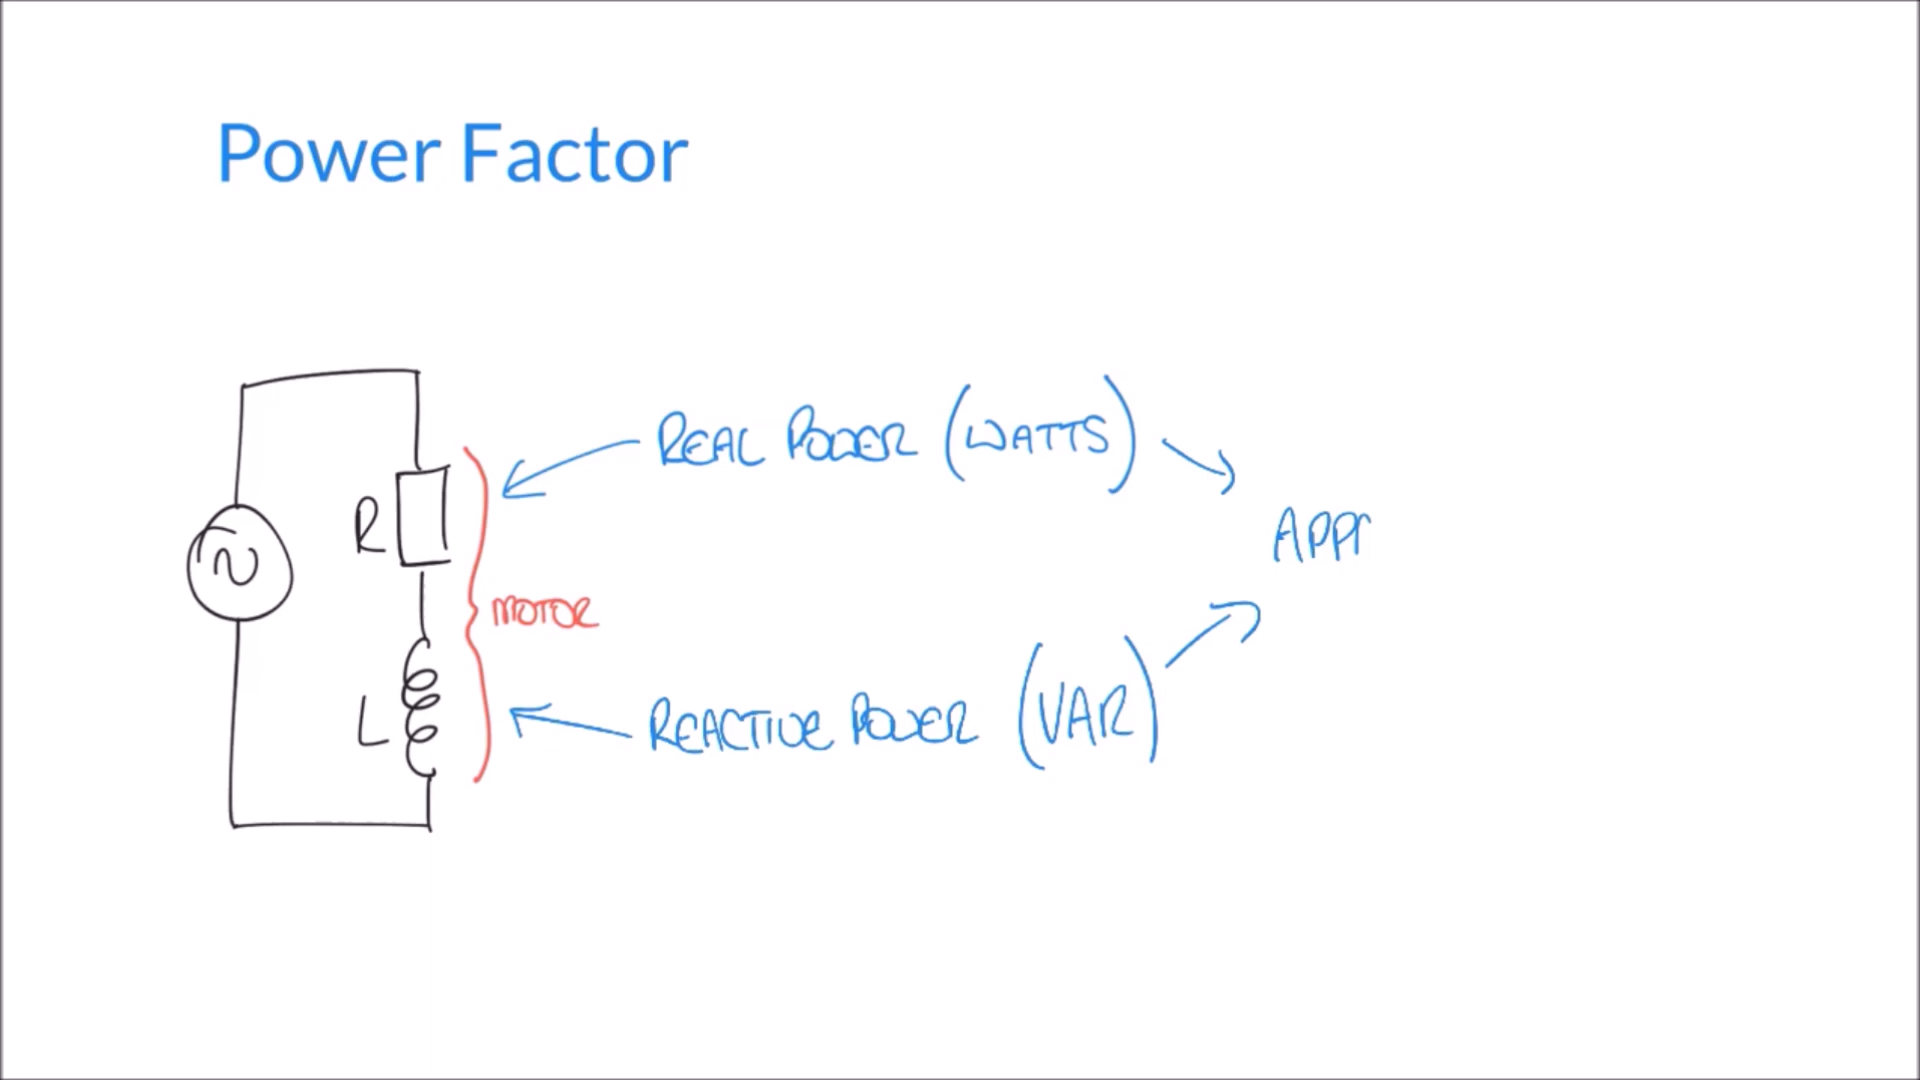 Power Factor
REAL POWER (WATTS)
R
APPR
MOTOR
L
REACTIVE POWER (VAR)